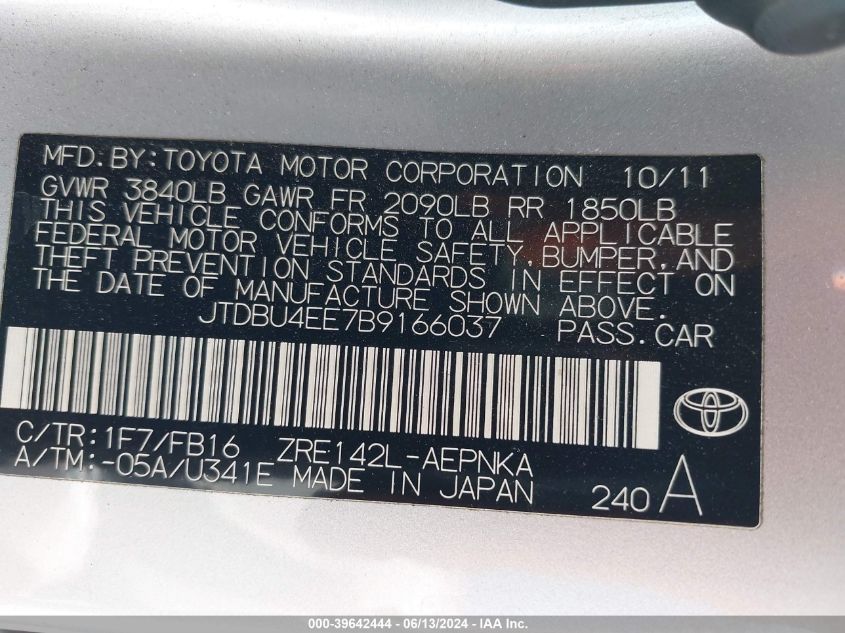 MFD. BY: TOYOTA MOTOR CORPORATION 10/11
GVWR 3840LB GAWR FR 2090LB RR 1850LB
THIS VEHICLE CONFORMS TO ALL APPLICABLE
FEDERAL MOTOR VEHICLE SAFETY, BUMPER, AND
THEFT PREVENTION STANDARDS IN EFFECT ON
THE DATE OF MANUFACTURE SHOWN ABOVE.
JTDBU4EE7B9166037 PASS. CAR
C/TR: 1F7/FB16 ZRE142L-AEPNKA
A/TM: -05A/U341E MADE IN JAPAN 240 A
000-39642444 - 06/13/2024 - IAA Inc.